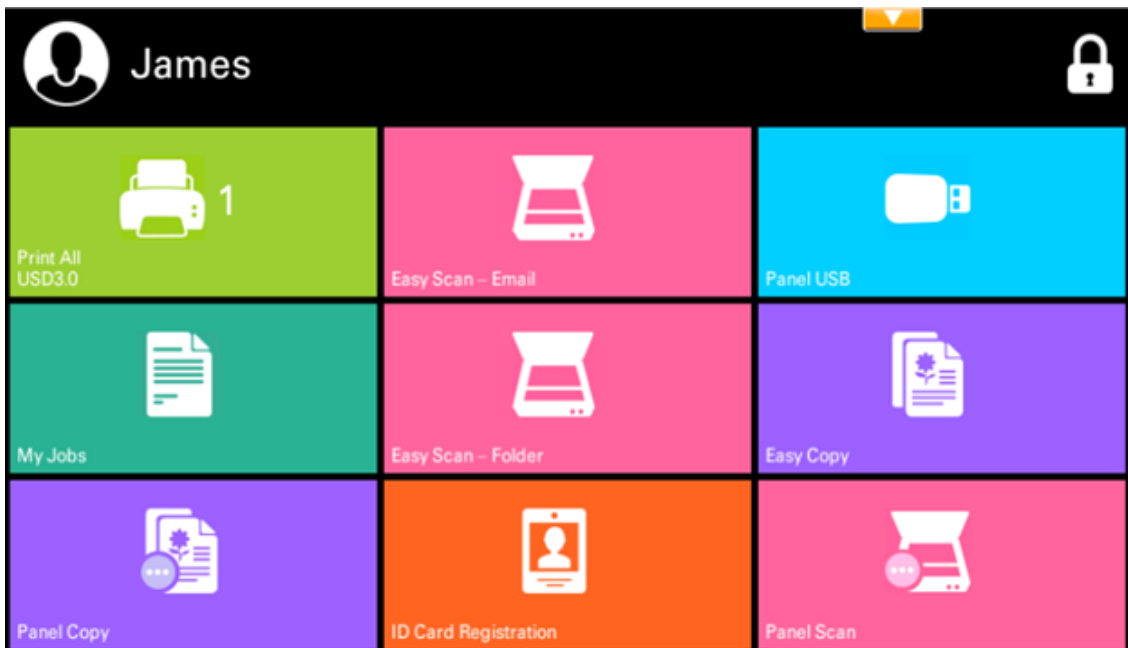 James
1
Print All
USD3.0
Easy Scan – Email
Panel USB
My Jobs
Easy Scan – Folder
Easy Copy
Panel Copy
ID Card Registration
Panel Scan